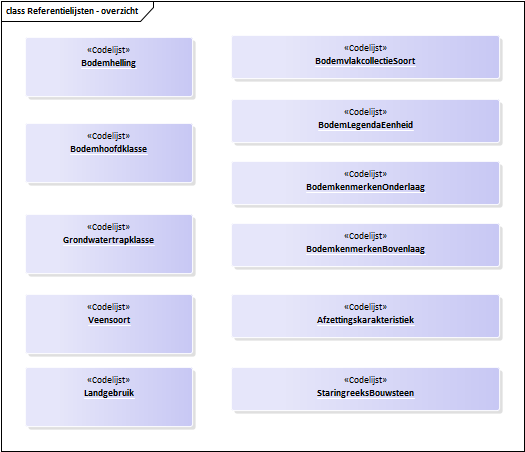 class Referentielijsten - overzicht
«Codelijst»
Bodemhelling
«Codelijst»
Bodemhoofdklasse
«Codelijst»
Grondwatertrapklasse
«Codelijst»
Veensoort
«Codelijst»
Landgebruik
«Codelijst»
BodemvlakcollectieSoort
«Codelijst»
BodemLegendaEenheid
«Codelijst»
BodemkenmerkenOnderlaag
«Codelijst»
BodemkenmerkenBovenlaag
«Codelijst»
Afzettingskarakteristiek
«Codelijst»
StaringreeksBouwsteen